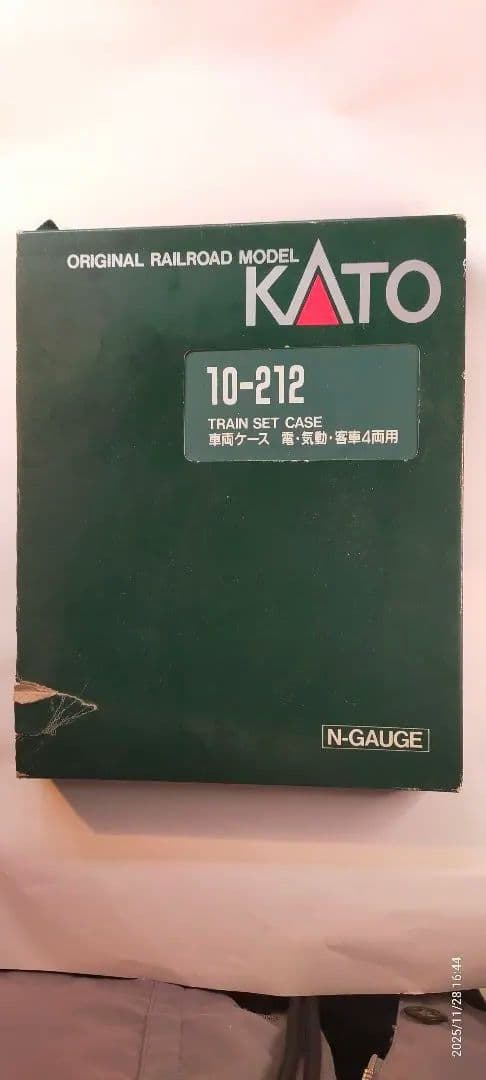 ORIGINAL RAILROAD MODEL
KATO
10-212
TRAIN SET CASE
車両ケース 電・気動・客車4両用
N-GAUGE
2025/11/28 16:44